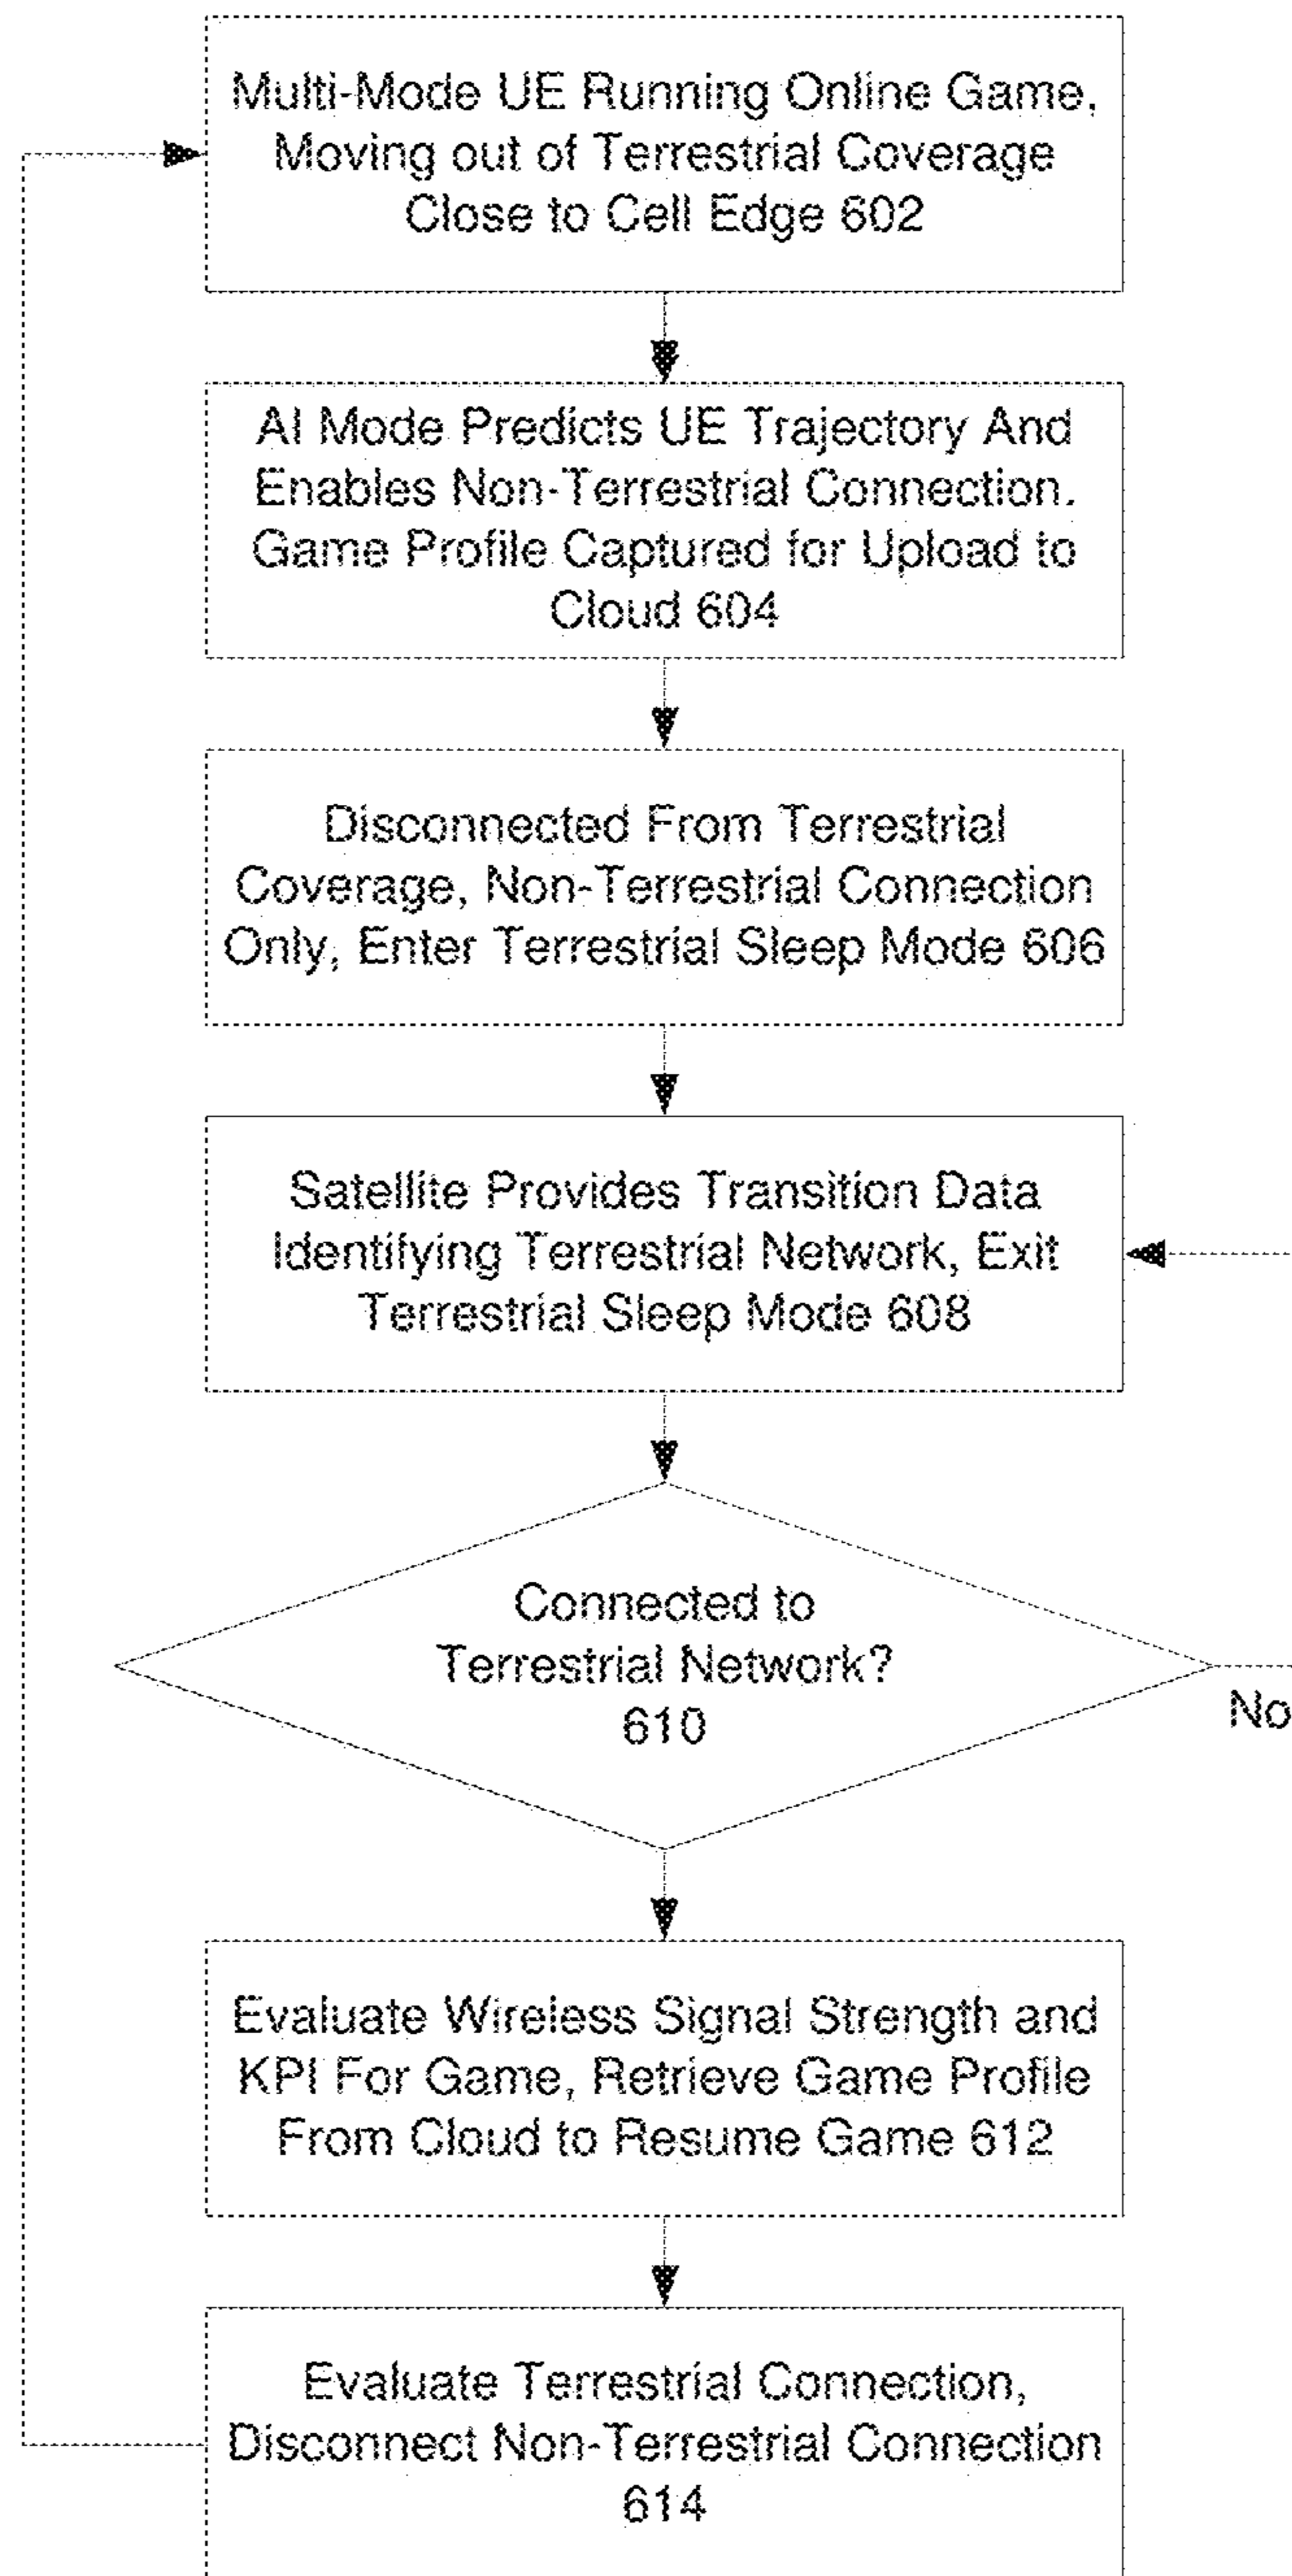 Multi-Mode UE Running Online Game,
Moving out of Terrestrial Coverage
Close to Cell Edge 602
AI Mode Predicts UE Trajectory And
Enables Non-Terrestrial Connection.
Game Profile Captured for Upload to
Cloud 604
Disconnected From Terrestrial
Coverage, Non-Terrestrial Connection
Only, Enter Terrestrial Sleep Mode 606
Satellite Provides Transition Data
Identifying Terrestrial Network, Exit
Terrestrial Sleep Mode 608
Connected to
Terrestrial Network?
610
No
Evaluate Wireless Signal Strength and
KPI For Game, Retrieve Game Profile
From Cloud to Resume Game 612
Evaluate Terrestrial Connection,
Disconnect Non-Terrestrial Connection
614